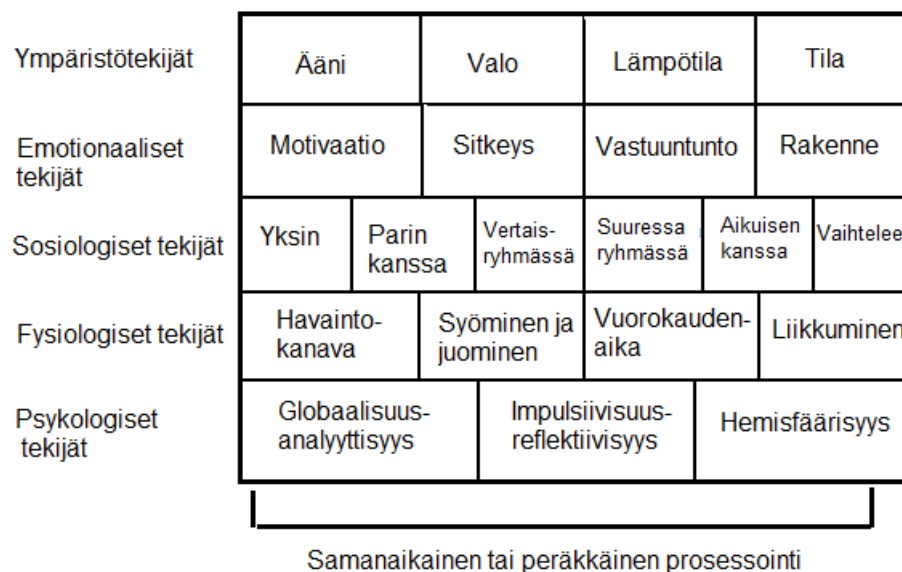 Ympäristötekijät
Ääni
Valo
Lämpötila
Tila
Emotionaaliset
tekijät
Motivaatio
Sitkeys
Vastuuntunto
Rakenne
Sosiologiset tekijät
Yksin
Parin
kanssa
Vertais-
ryhmässä
Suuressa
ryhmässä
Aikuisen
kanssa
Vaihtelee
Fysiologiset tekijät
Havainto-
kanava
Syöminen ja
juominen
Vuorokauden-
aika
Liikkuminen
Psykologiset
tekijät
Globaalisuus-
analyyttisyys
Impulsiivisuus-
reflektiivisyys
Hemisfäärisyys
Samanaikainen tai peräkkäinen prosessointi